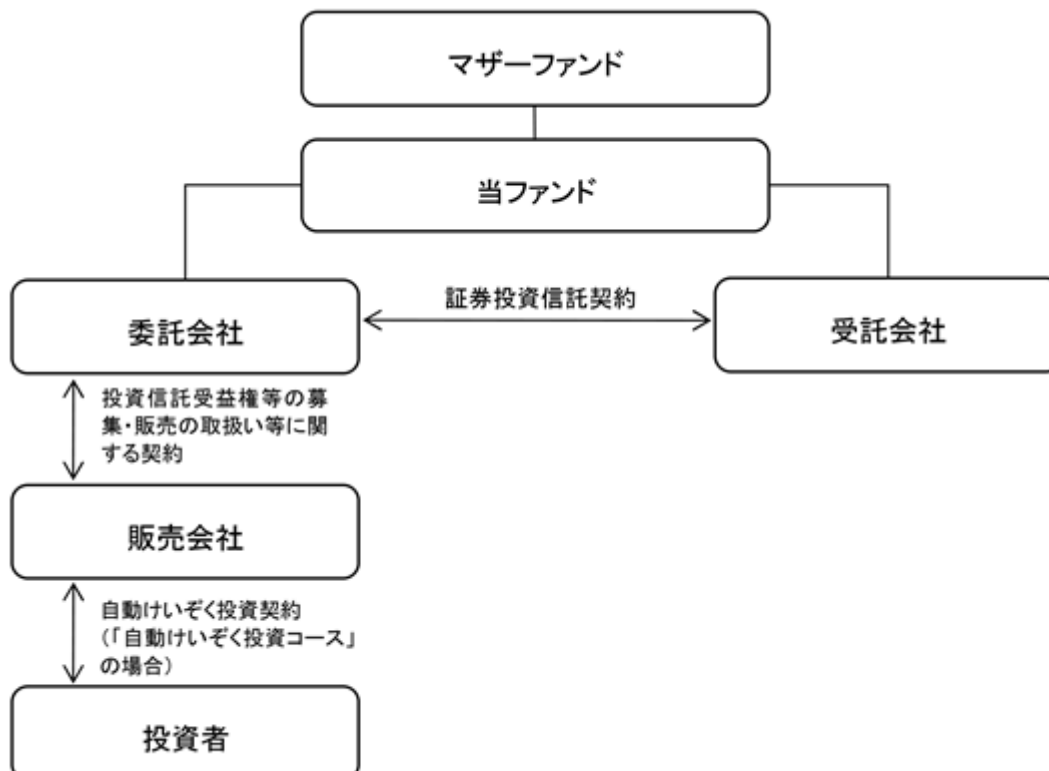 マザーファンド
当ファンド
証券投資信託契約
委託会社
受託会社
投資信託受益権等の募
集・販売の取扱い等に関
する契約
販売会社
自動けいぞく投資契約
(「自動けいぞく投資コース」
の場合)
投資者